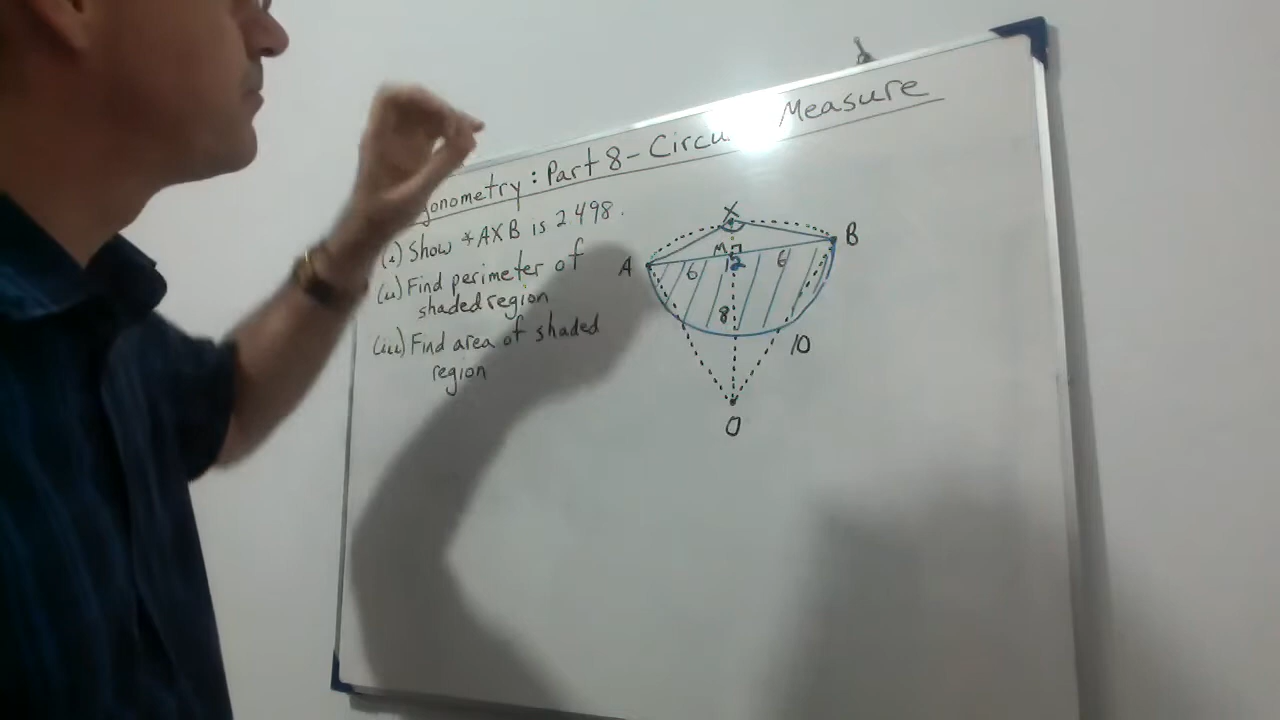 gonometry: Part 8 - Circu Measure
(i) Show ∡AXB is 2.498.
(ii) Find perimeter of
shaded region
(iii) Find area of shaded
region
X
B
M
A
6
12
6
8
10
O